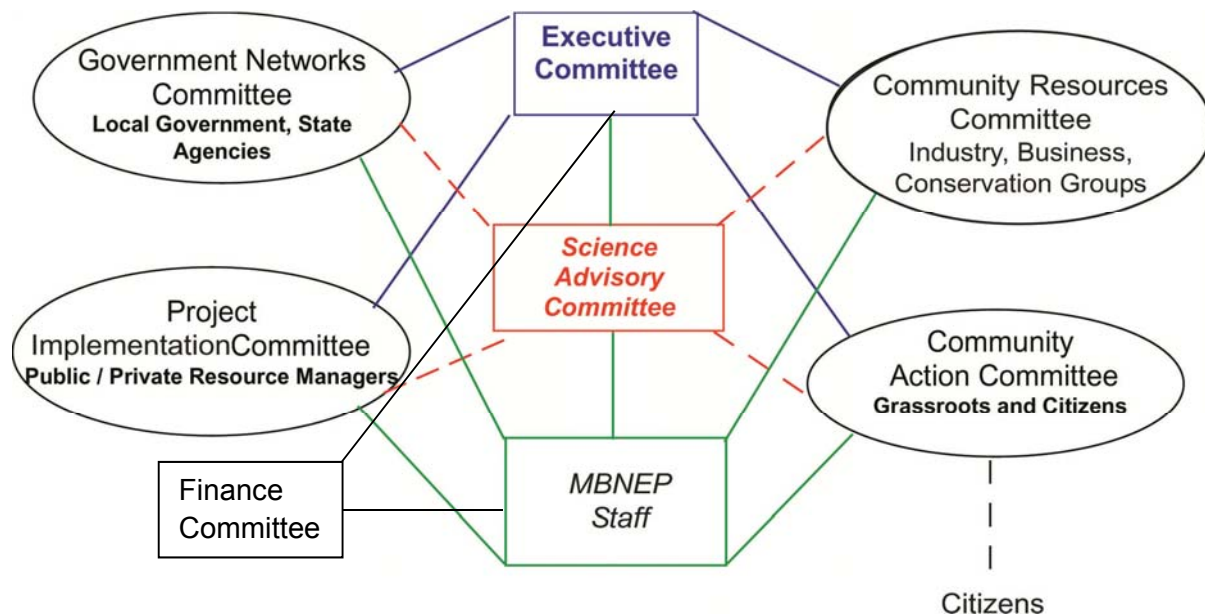 Government Networks
Committee
Local Government, State
Agencies
Executive
Committee
Community Resources
Committee
Industry, Business,
Conservation Groups
Science
Advisory
Committee
Project
ImplementationCommittee
Public / Private Resource Managers
Community
Action Committee
Grassroots and Citizens
Finance
Committee
MBNEP
Staff
Citizens